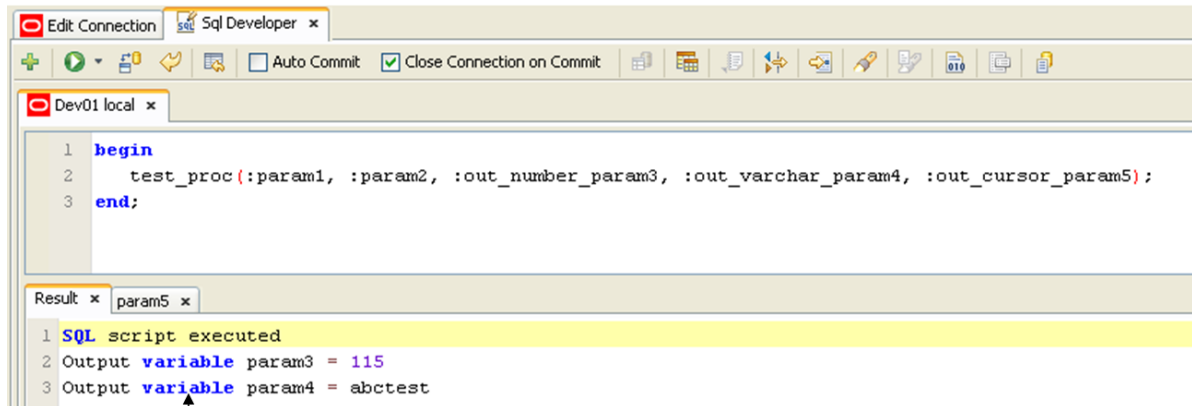 Edit Connection Sql Developer ×
Auto Commit Close Connection on Commit
Dev01 local ×
1 begin
2 test_proc(:param1, :param2, :out_number_param3, :out_varchar_param4, :out_cursor_param5);
3 end;
Result × param5 ×
1 SQL script executed
2 Output variable param3 = 115
3 Output variable param4 = abctest